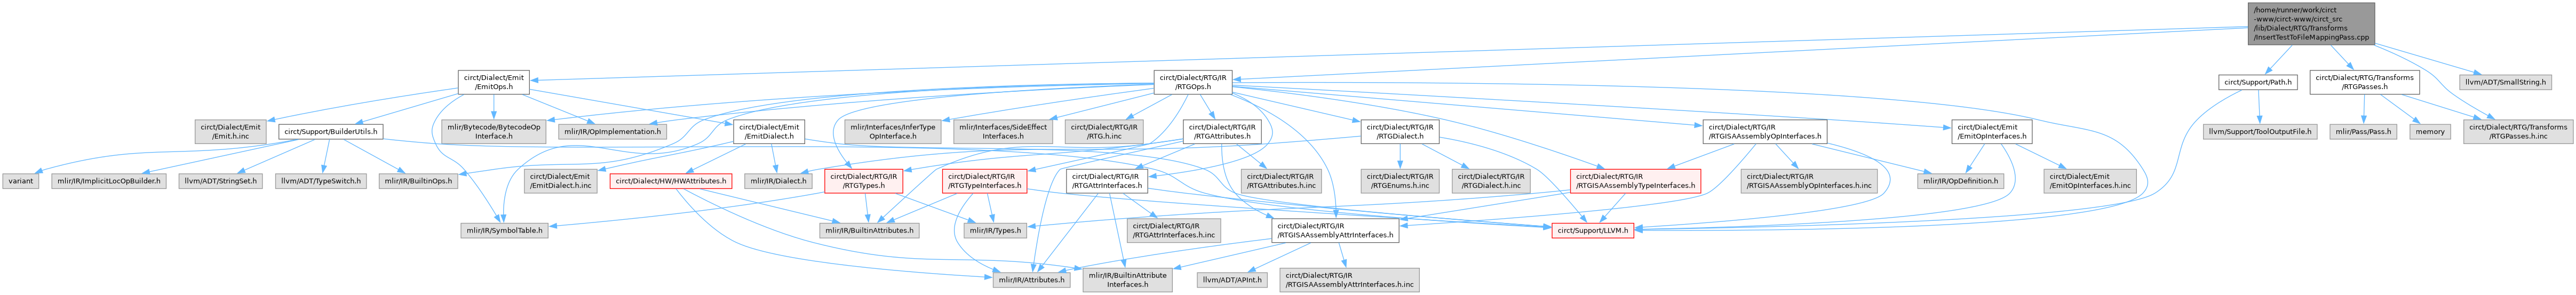 /home/runner/work/circt
-www/circt-www/circt_src
/lib/Dialect/RTG/Transforms
/InsertTestToFileMappingPass.cpp
circt/Dialect/Emit
/EmitOps.h
circt/Dialect/RTG/IR
/RTGOps.h
circt/Support/Path.h
circt/Dialect/RTG/Transforms
/RTGPasses.h
llvm/ADT/SmallString.h
circt/Dialect/Emit
/Emit.h.inc
circt/Support/BuilderUtils.h
mlir/Bytecode/BytecodeOp
Interface.h
mlir/IR/OpImplementation.h
circt/Dialect/Emit
/EmitDialect.h
mlir/Interfaces/InferType
OpInterface.h
mlir/Interfaces/SideEffect
Interfaces.h
circt/Dialect/RTG/IR
/RTG.h.inc
circt/Dialect/RTG/IR
/RTGAttributes.h
circt/Dialect/RTG/IR
/RTGDialect.h
circt/Dialect/RTG/IR
/RTGISAAssemblyOpInterfaces.h
circt/Dialect/Emit
/EmitOpInterfaces.h
llvm/Support/ToolOutputFile.h
mlir/Pass/Pass.h
memory
circt/Dialect/RTG/Transforms
/RTGPasses.h.inc
variant
mlir/IR/ImplicitLocOpBuilder.h
llvm/ADT/StringSet.h
llvm/ADT/TypeSwitch.h
mlir/IR/BuiltinOps.h
circt/Dialect/Emit
/EmitDialect.h.inc
circt/Dialect/HW/HWAttributes.h
mlir/IR/Dialect.h
circt/Dialect/RTG/IR
/RTGTypes.h
circt/Dialect/RTG/IR
/RTGTypeInterfaces.h
circt/Dialect/RTG/IR
/RTGAttrInterfaces.h
circt/Dialect/RTG/IR
/RTGAttributes.h.inc
circt/Dialect/RTG/IR
/RTGEnums.h.inc
circt/Dialect/RTG/IR
/RTGDialect.h.inc
circt/Dialect/RTG/IR
/RTGISAAssemblyTypeInterfaces.h
circt/Dialect/RTG/IR
/RTGISAAssemblyOpInterfaces.h.inc
mlir/IR/OpDefinition.h
circt/Dialect/Emit
/EmitOpInterfaces.h.inc
mlir/IR/SymbolTable.h
mlir/IR/BuiltinAttributes.h
mlir/IR/Types.h
circt/Dialect/RTG/IR
/RTGAttrInterfaces.h.inc
circt/Dialect/RTG/IR
/RTGISAAssemblyAttrInterfaces.h
circt/Support/LLVM.h
mlir/IR/Attributes.h
mlir/IR/BuiltinAttribute
Interfaces.h
llvm/ADT/APInt.h
circt/Dialect/RTG/IR
/RTGISAAssemblyAttrInterfaces.h.inc